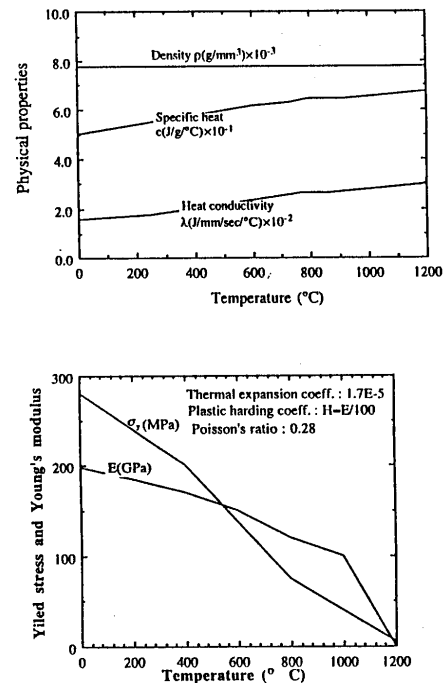 10.0
Density ρ(g/mm³)×10⁻³
8.0
Specific heat
c(J/g/°C)×10⁻¹
6.0
Physical properties
4.0
Heat conductivity
λ(J/mm/sec/°C)×10⁻²
2.0
0.0
0 200 400 600 800 1000 1200
Temperature (°C)
300
Thermal expansion coeff. : 1.7E-5
Plastic harding coeff. : H=E/100
Poisson's ratio : 0.28
σᵧ(MPa)
E(GPa)
200
Yiled stress and Young's modulus
100
0
0 200 400 600 800 1000 1200
Temperature (° C)